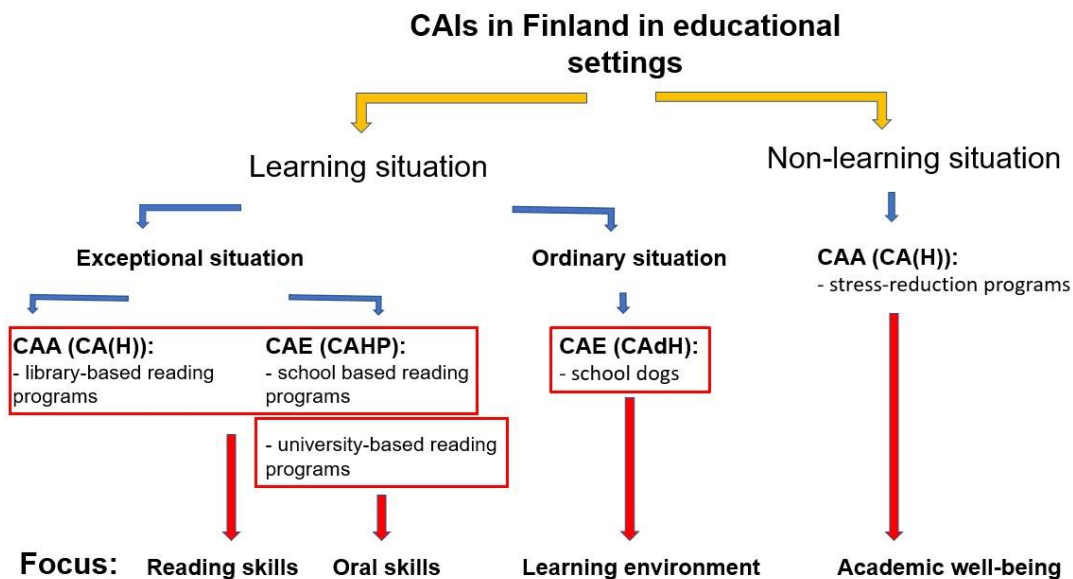 CAIs in Finland in educational
settings
Learning situation
Non-learning situation
Exceptional situation
Ordinary situation
CAA (CA(H)):
- stress-reduction programs
CAA (CA(H)):
- library-based reading
programs
CAE (CAHP):
- school based reading
programs
- university-based reading
programs
CAE (CAdH):
- school dogs
Focus:
Reading skills
Oral skills
Learning environment
Academic well-being